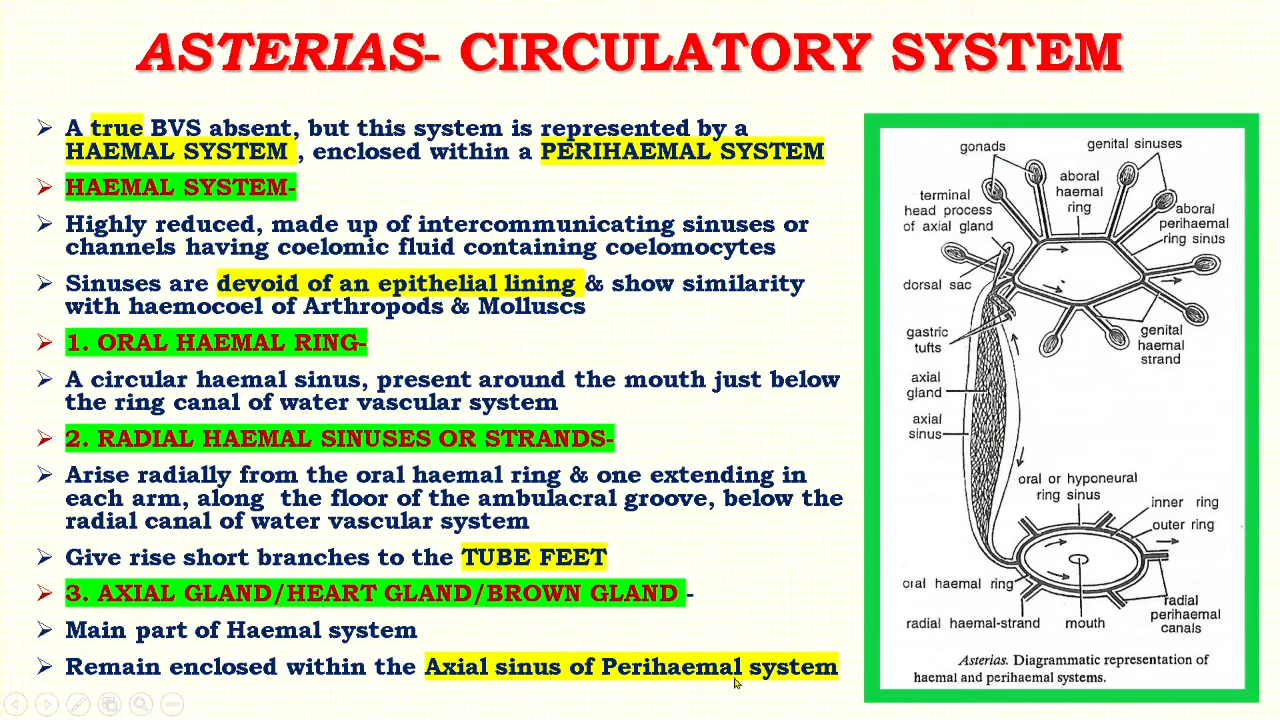 ASTERIAS- CIRCULATORY SYSTEM
➢ A true BVS absent, but this system is represented by a
HAEMAL SYSTEM , enclosed within a PERIHAEMAL SYSTEM
➢ HAEMAL SYSTEM-
➢ Highly reduced, made up of intercommunicating sinuses or
channels having coelomic fluid containing coelomocytes
➢ Sinuses are devoid of an epithelial lining & show similarity
with haemocoel of Arthropods & Molluscs
➢ 1. ORAL HAEMAL RING-
➢ A circular haemal sinus, present around the mouth just below
the ring canal of water vascular system
➢ 2. RADIAL HAEMAL SINUSES OR STRANDS-
➢ Arise radially from the oral haemal ring & one extending in
each arm, along the floor of the ambulacral groove, below the
radial canal of water vascular system
➢ Give rise short branches to the TUBE FEET
➢ 3. AXIAL GLAND/HEART GLAND/BROWN GLAND -
➢ Main part of Haemal system
➢ Remain enclosed within the Axial sinus of Perihaemal system
gonads
genital sinuses
aboral
haemal
ring
terminal
head process
of axial gland
aboral
perihaemal
ring sinus
dorsal sac
gastric
tufts
genital
haemal
strand
axial
gland
axial
sinus
oral or hyponeural
ring sinus
inner ring
outer ring
oral haemal ring
radial haemal-strand
mouth
radial
perihaemal
canals
Asterias. Diagrammatic representation of
haemal and perihaemal systems.